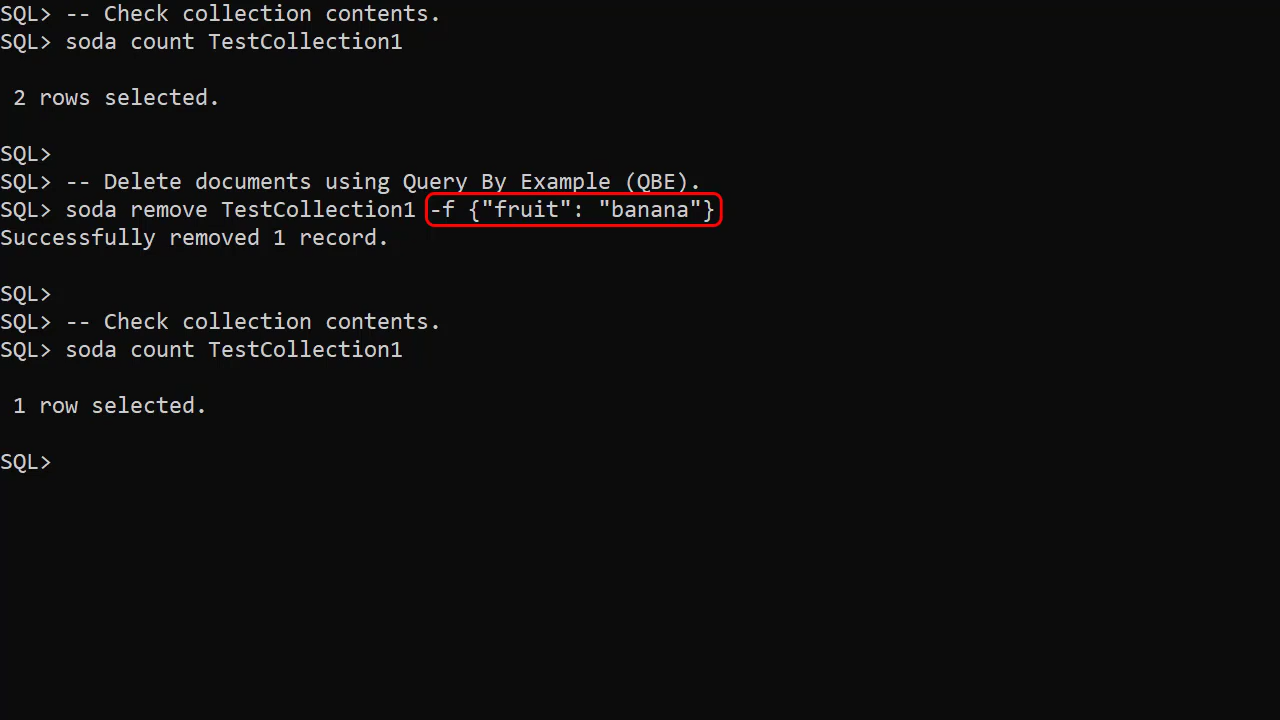 SQL> -- Check collection contents.
SQL> soda count TestCollection1
2 rows selected.
SQL>
SQL> -- Delete documents using Query By Example (QBE).
SQL> soda remove TestCollection1 -f {"fruit": "banana"}
Successfully removed 1 record.
SQL>
SQL> -- Check collection contents.
SQL> soda count TestCollection1
1 row selected.
SQL>